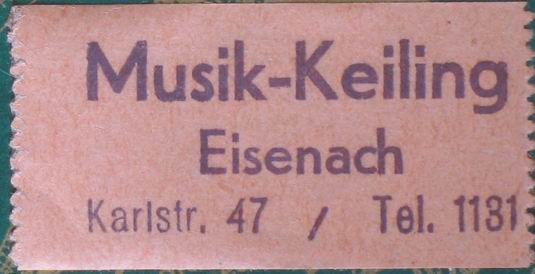 Musik-Keiling
Eisenach
Karlstr. 47 / Tel. 1131